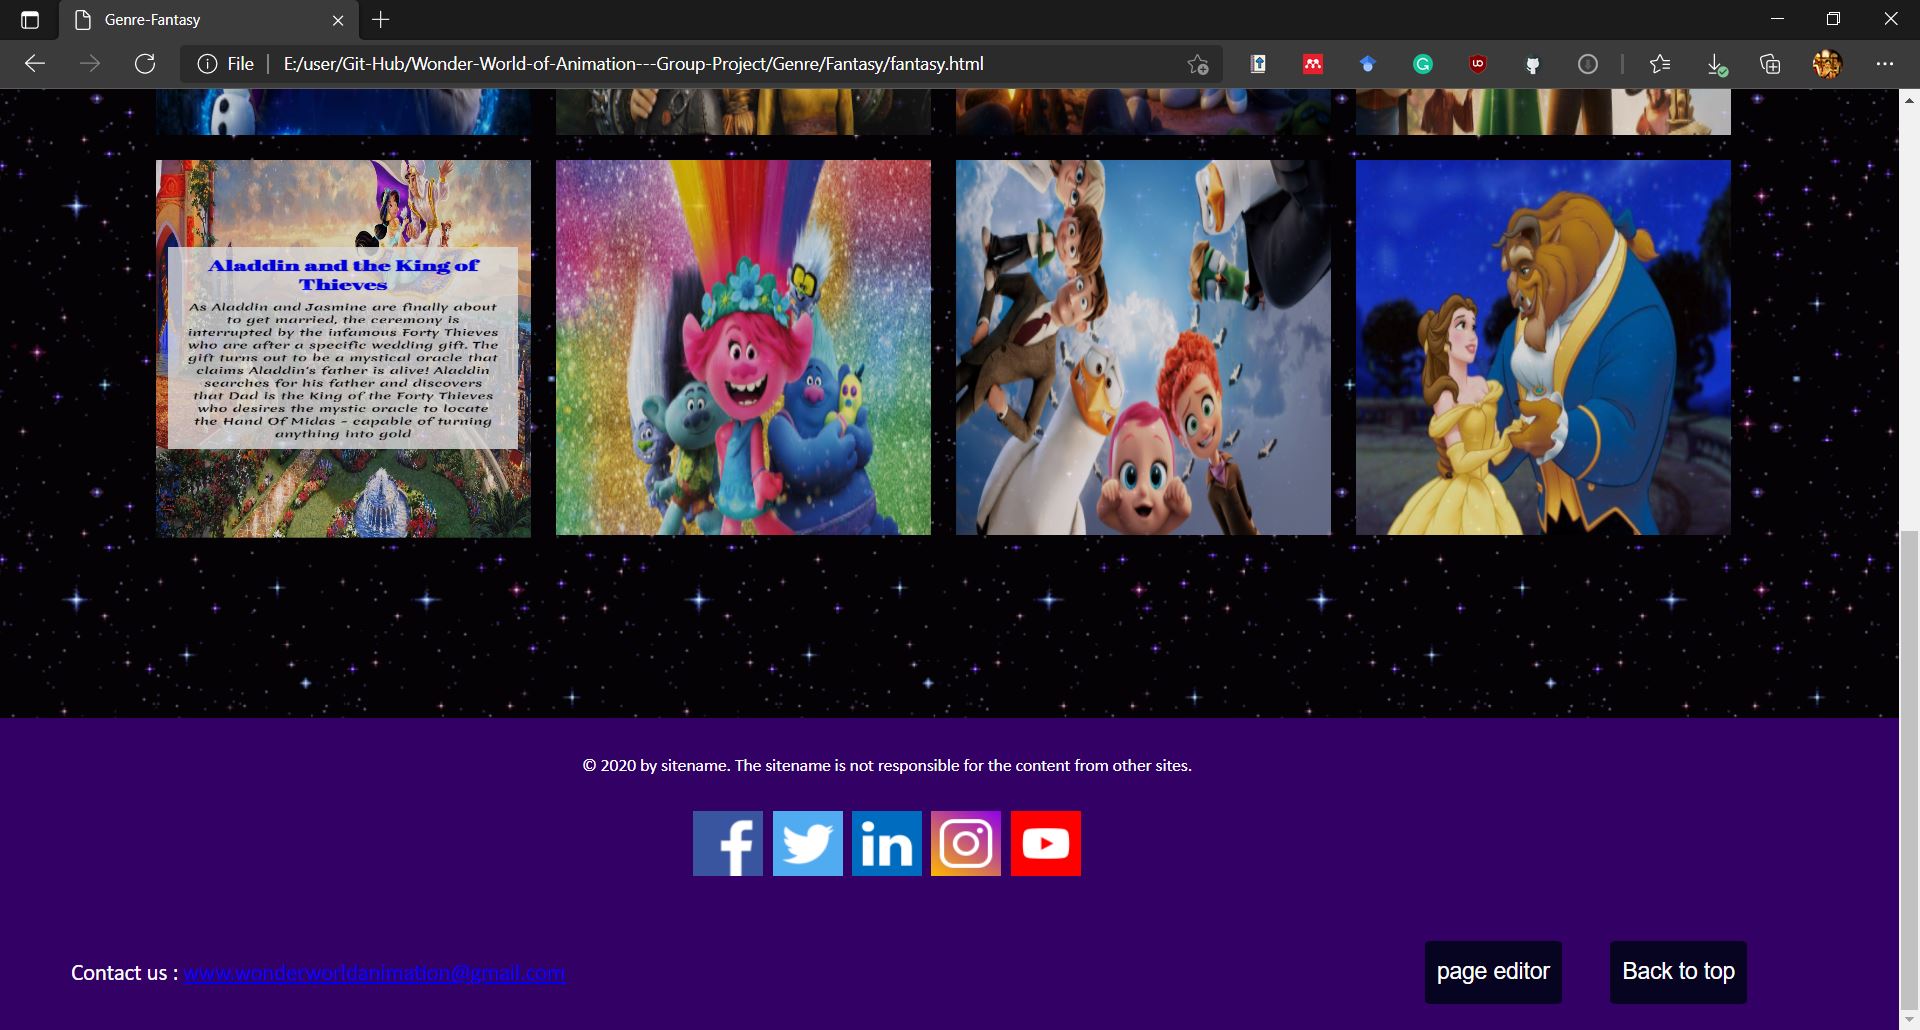 Genre-Fantasy
File
E:/user/Git-Hub/Wonder-World-of-Animation---Group-Project/Genre/Fantasy/fantasy.html
Aladdin and the King of
Thieves
As Aladdin and Jasmine are finally about
to get married, the ceremony is
interrupted by the infamous Forty Thieves
who are after a specific wedding gift. The
gift turns out to be a mystical oracle that
claims Aladdin's father is alive! Aladdin
searches for his father and discovers
that Dad is the King of the Forty Thieves
who desires the mystic oracle to locate
the Hand Of Midas - capable of turning
anything into gold
© 2020 by sitename. The sitename is not responsible for the content from other sites.
Contact us : www.wonderworldanimation@gmail.com
page editor
Back to top